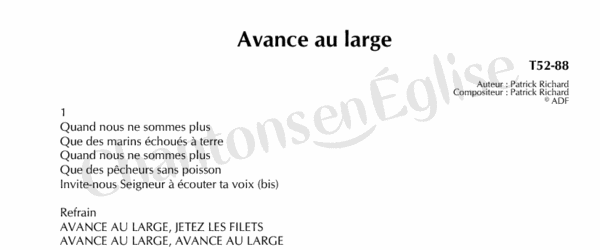 Avance au large
T52-88
Auteur : Patrick Richard
Compositeur : Patrick Richard
© ADF
ChantonsenÉglise
1
Quand nous ne sommes plus
Que des marins échoués à terre
Quand nous ne sommes plus
Que des pêcheurs sans poisson
Invite-nous Seigneur à écouter ta voix (bis)
Refrain
AVANCE AU LARGE, JETEZ LES FILETS
AVANCE AU LARGE, AVANCE AU LARGE